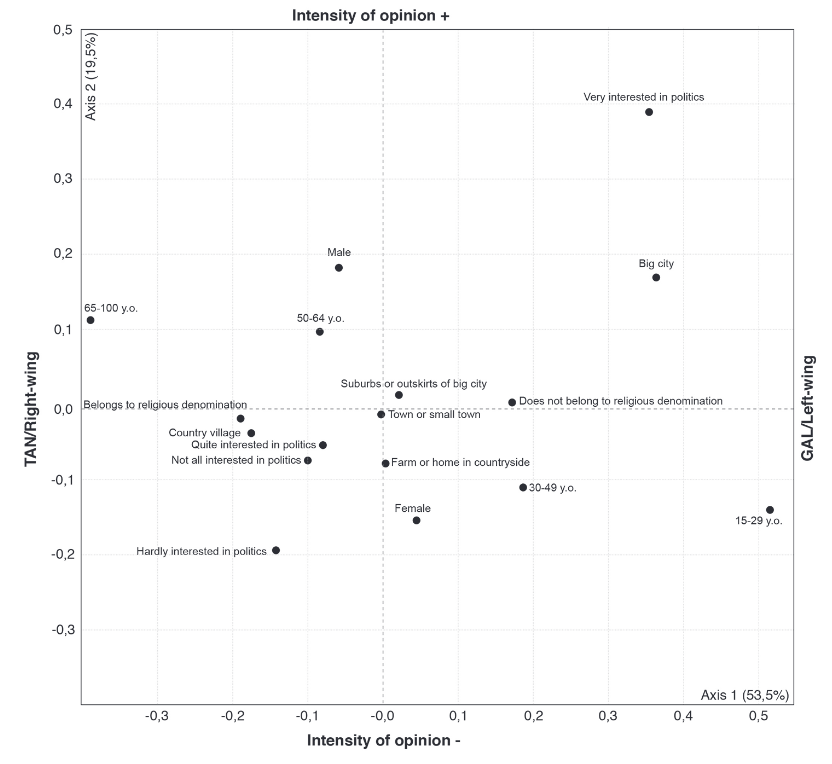 Intensity of opinion +
0,5
Axis 2 (19,5%)
Very interested in politics
0,4
0,3
Male
0,2
Big city
65-100 y.o.
50-64 y.o.
0,1
TAN/Right-wing
GAL/Left-wing
Suburbs or outskirts of big city
Belongs to religious denomination
Does not belong to religious denomination
0,0
Town or small town
Country village
Quite interested in politics
Not all interested in politics
Farm or home in countryside
-0,1
30-49 y.o.
Female
15-29 y.o.
Hardly interested in politics
-0,2
-0,3
Axis 1 (53,5%)
-0,3 -0,2 -0,1 -0,0 0,1 0,2 0,3 0,4 0,5
Intensity of opinion -